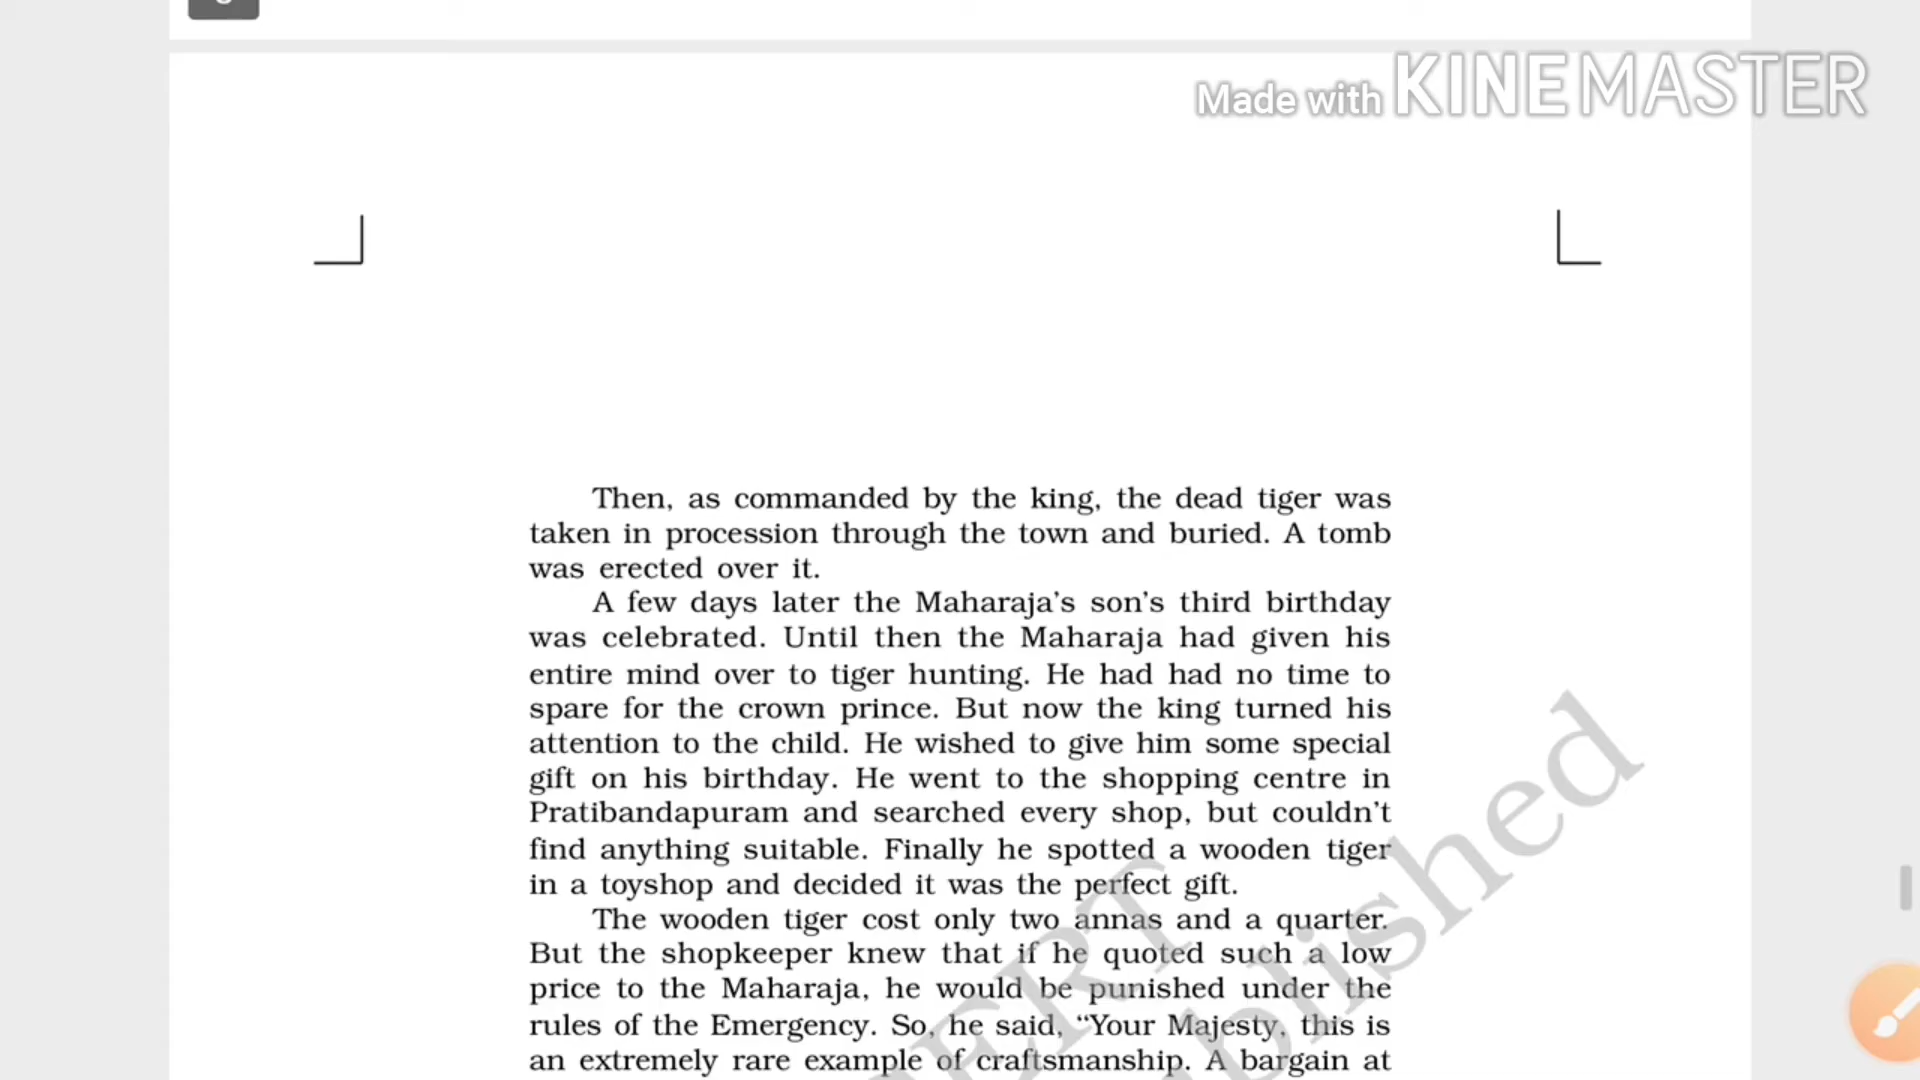 Made with KINEMASTER
Then, as commanded by the king, the dead tiger was
taken in procession through the town and buried. A tomb
was erected over it.
A few days later the Maharaja's son's third birthday
was celebrated. Until then the Maharaja had given his
entire mind over to tiger hunting. He had had no time to
spare for the crown prince. But now the king turned his
attention to the child. He wished to give him some special
gift on his birthday. He went to the shopping centre in
Pratibandapuram and searched every shop, but couldn't
find anything suitable. Finally he spotted a wooden tiger
in a toyshop and decided it was the perfect gift.
The wooden tiger cost only two annas and a quarter.
But the shopkeeper knew that if he quoted such a low
price to the Maharaja, he would be punished under the
rules of the Emergency. So, he said, “Your Majesty, this is
an extremely rare example of craftsmanship. A bargain at